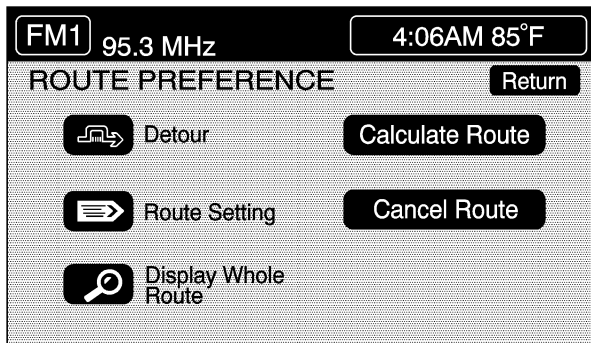 FM1 95.3 MHz 4:06AM 85°F
ROUTE PREFERENCE Return
Detour Calculate Route
Route Setting Cancel Route
Display Whole
Route